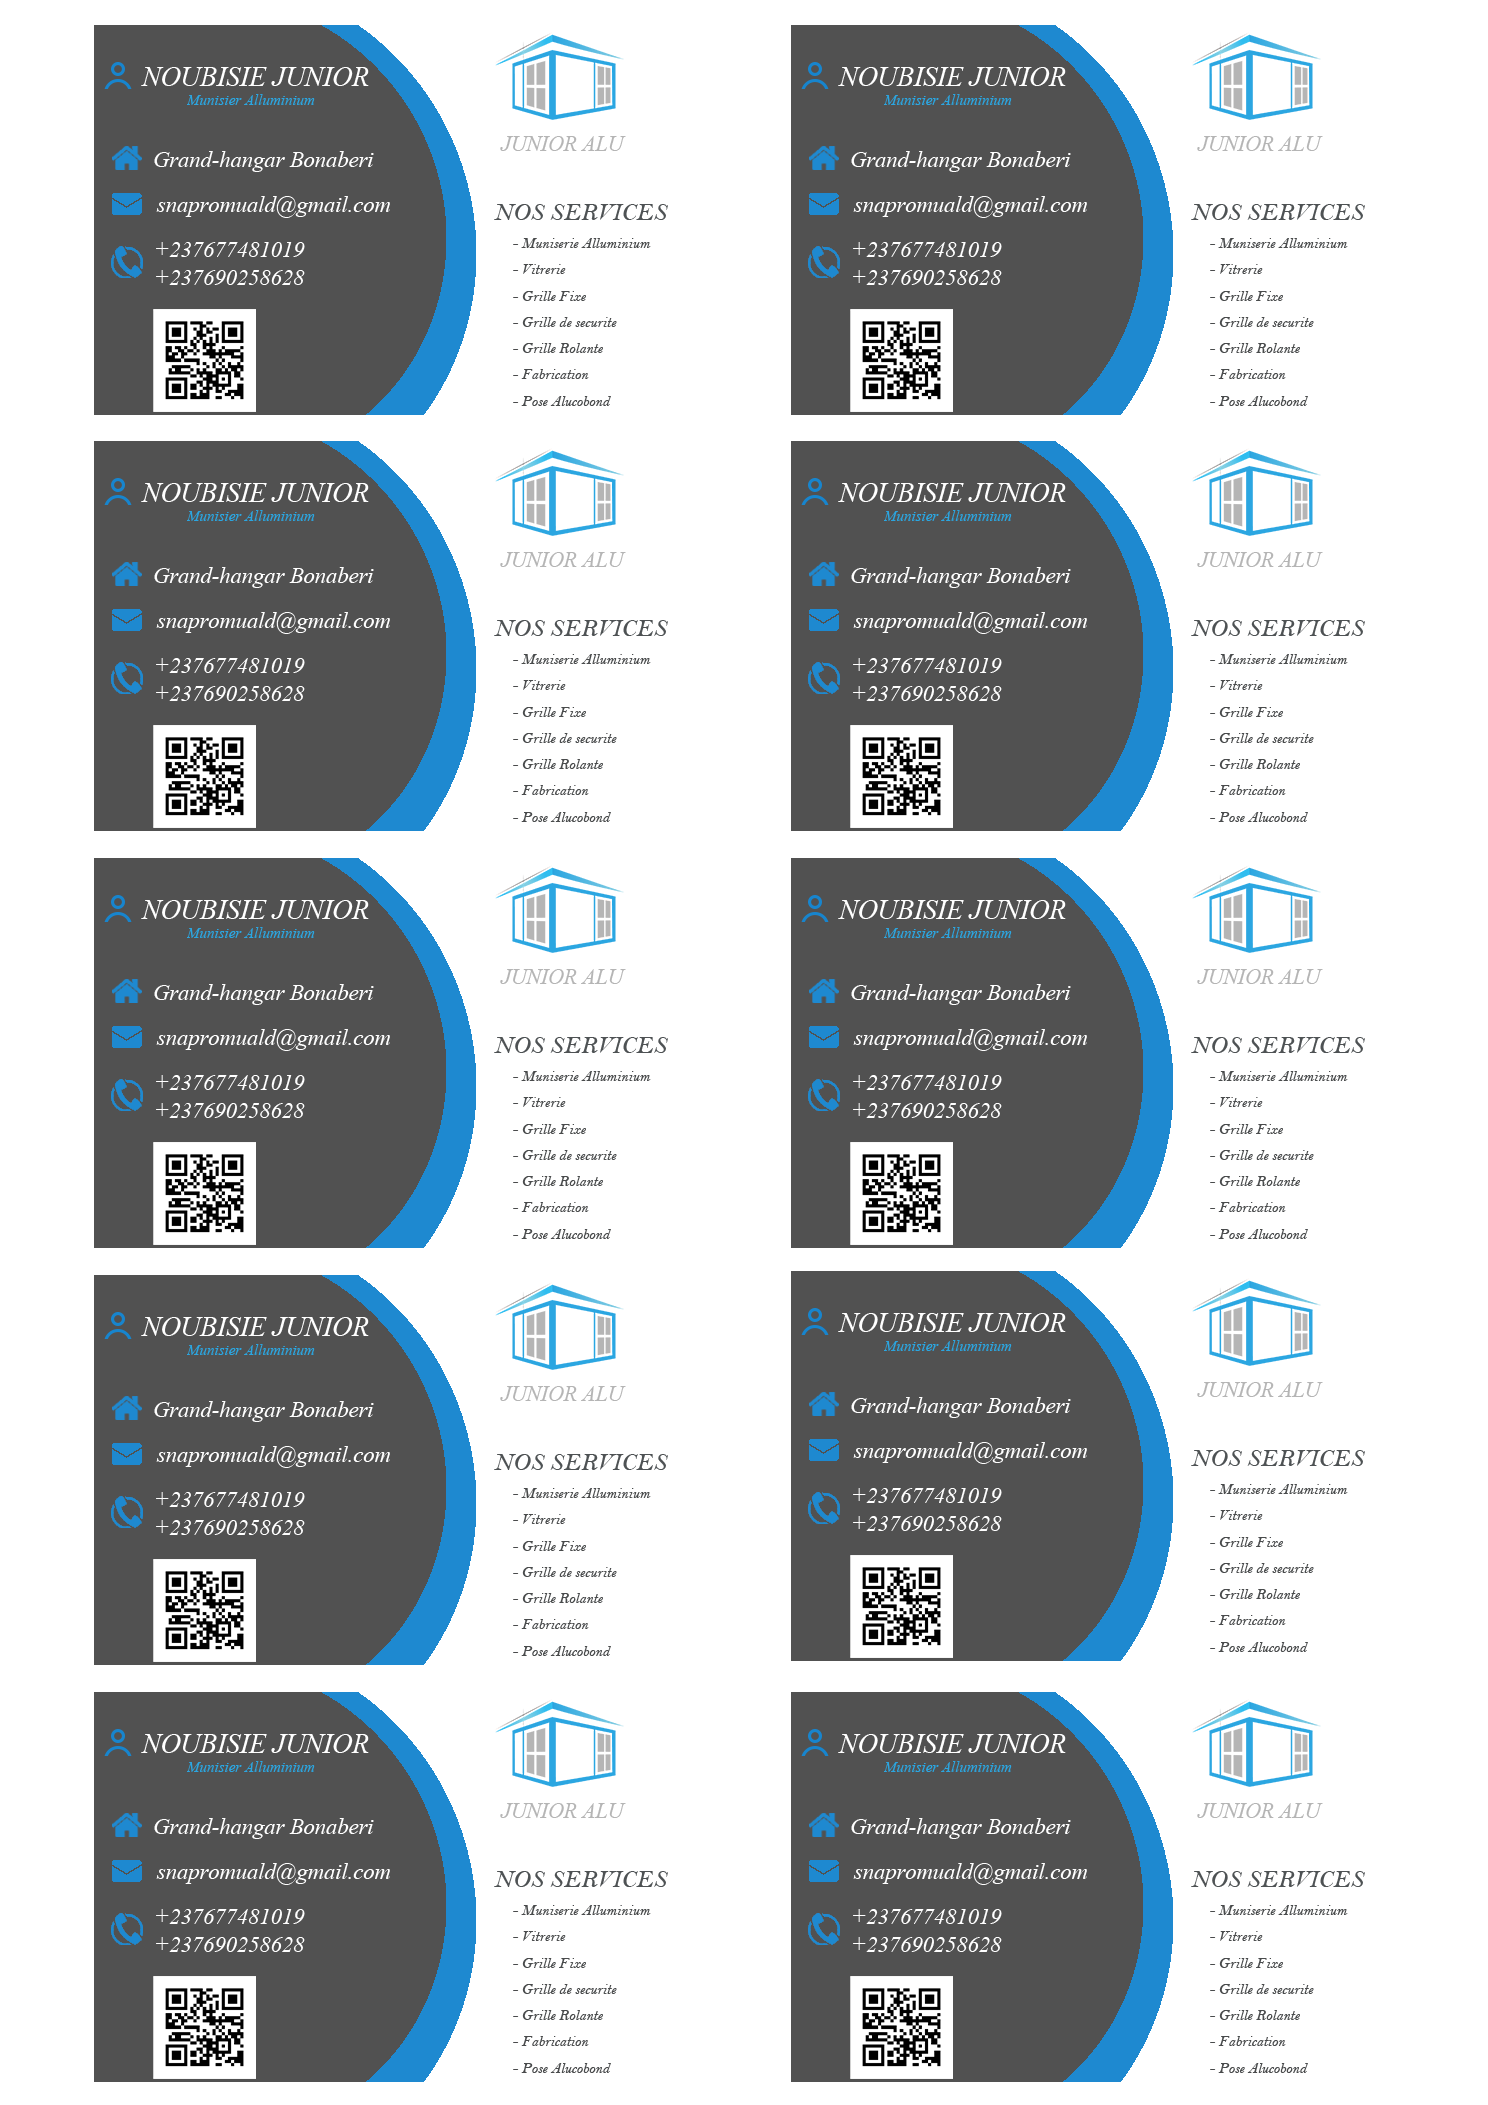 NOUBISIE JUNIOR
Munisier Alluminium
Grand-hangar Bonaberi
snapromuald@gmail.com
+237677481019
+237690258628
JUNIOR ALU
NOS SERVICES
- Muniserie Alluminium
- Vitrerie
- Grille Fixe
- Grille de securite
- Grille Rolante
- Fabrication
- Pose Alucobond
NOUBISIE JUNIOR
Munisier Alluminium
Grand-hangar Bonaberi
snapromuald@gmail.com
+237677481019
+237690258628
JUNIOR ALU
NOS SERVICES
- Muniserie Alluminium
- Vitrerie
- Grille Fixe
- Grille de securite
- Grille Rolante
- Fabrication
- Pose Alucobond
NOUBISIE JUNIOR
Munisier Alluminium
Grand-hangar Bonaberi
snapromuald@gmail.com
+237677481019
+237690258628
JUNIOR ALU
NOS SERVICES
- Muniserie Alluminium
- Vitrerie
- Grille Fixe
- Grille de securite
- Grille Rolante
- Fabrication
- Pose Alucobond
NOUBISIE JUNIOR
Munisier Alluminium
Grand-hangar Bonaberi
snapromuald@gmail.com
+237677481019
+237690258628
JUNIOR ALU
NOS SERVICES
- Muniserie Alluminium
- Vitrerie
- Grille Fixe
- Grille de securite
- Grille Rolante
- Fabrication
- Pose Alucobond
NOUBISIE JUNIOR
Munisier Alluminium
Grand-hangar Bonaberi
snapromuald@gmail.com
+237677481019
+237690258628
JUNIOR ALU
NOS SERVICES
- Muniserie Alluminium
- Vitrerie
- Grille Fixe
- Grille de securite
- Grille Rolante
- Fabrication
- Pose Alucobond
NOUBISIE JUNIOR
Munisier Alluminium
Grand-hangar Bonaberi
snapromuald@gmail.com
+237677481019
+237690258628
JUNIOR ALU
NOS SERVICES
- Muniserie Alluminium
- Vitrerie
- Grille Fixe
- Grille de securite
- Grille Rolante
- Fabrication
- Pose Alucobond
NOUBISIE JUNIOR
Munisier Alluminium
Grand-hangar Bonaberi
snapromuald@gmail.com
+237677481019
+237690258628
JUNIOR ALU
NOS SERVICES
- Muniserie Alluminium
- Vitrerie
- Grille Fixe
- Grille de securite
- Grille Rolante
- Fabrication
- Pose Alucobond
NOUBISIE JUNIOR
Munisier Alluminium
Grand-hangar Bonaberi
snapromuald@gmail.com
+237677481019
+237690258628
JUNIOR ALU
NOS SERVICES
- Muniserie Alluminium
- Vitrerie
- Grille Fixe
- Grille de securite
- Grille Rolante
- Fabrication
- Pose Alucobond
NOUBISIE JUNIOR
Munisier Alluminium
Grand-hangar Bonaberi
snapromuald@gmail.com
+237677481019
+237690258628
JUNIOR ALU
NOS SERVICES
- Muniserie Alluminium
- Vitrerie
- Grille Fixe
- Grille de securite
- Grille Rolante
- Fabrication
- Pose Alucobond
NOUBISIE JUNIOR
Munisier Alluminium
Grand-hangar Bonaberi
snapromuald@gmail.com
+237677481019
+237690258628
JUNIOR ALU
NOS SERVICES
- Muniserie Alluminium
- Vitrerie
- Grille Fixe
- Grille de securite
- Grille Rolante
- Fabrication
- Pose Alucobond